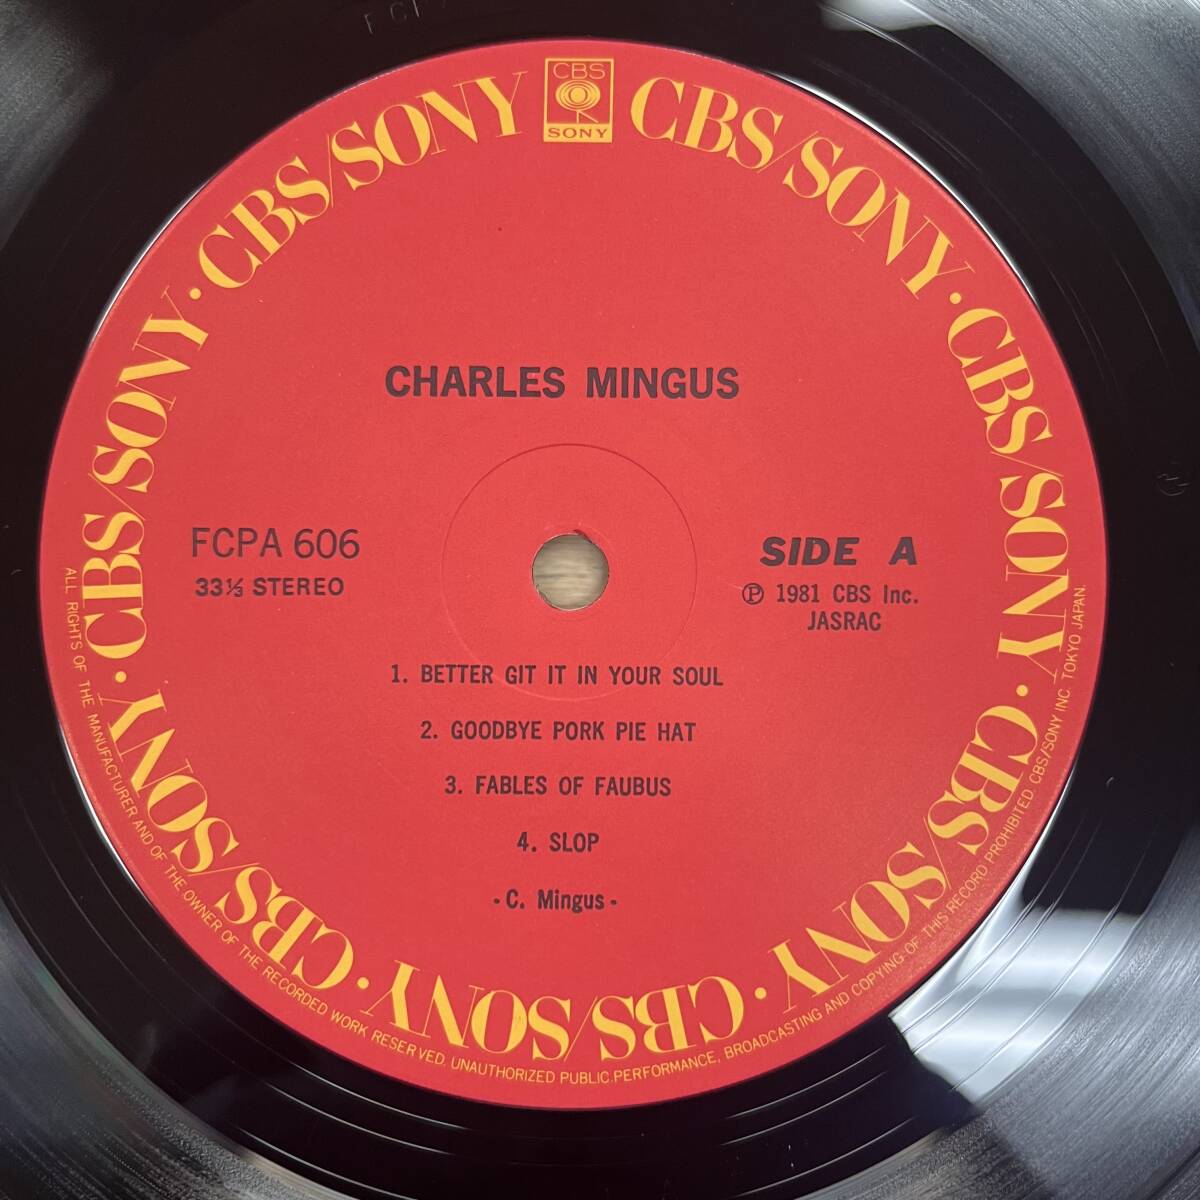 CBS
SONY
CBS/SONY · CBS/SONY · CBS/SONY · CBS/SONY · CBS/SONY · CBS/SONY · CBS/SONY · CBS/SONY · CBS/SONY
CHARLES MINGUS
FCPA 606
33⅓ STEREO
SIDE A
Ⓟ 1981 CBS Inc.
JASRAC
1. BETTER GIT IT IN YOUR SOUL
2. GOODBYE PORK PIE HAT
3. FABLES OF FAUBUS
4. SLOP
- C. Mingus -
ALL RIGHTS OF THE MANUFACTURER AND OF THE OWNER OF THE RECORDED WORK RESERVED. UNAUTHORIZED PUBLIC PERFORMANCE, BROADCASTING AND COPYING OF THIS RECORD PROHIBITED CBS/SONY INC. TOKYO JAPAN.